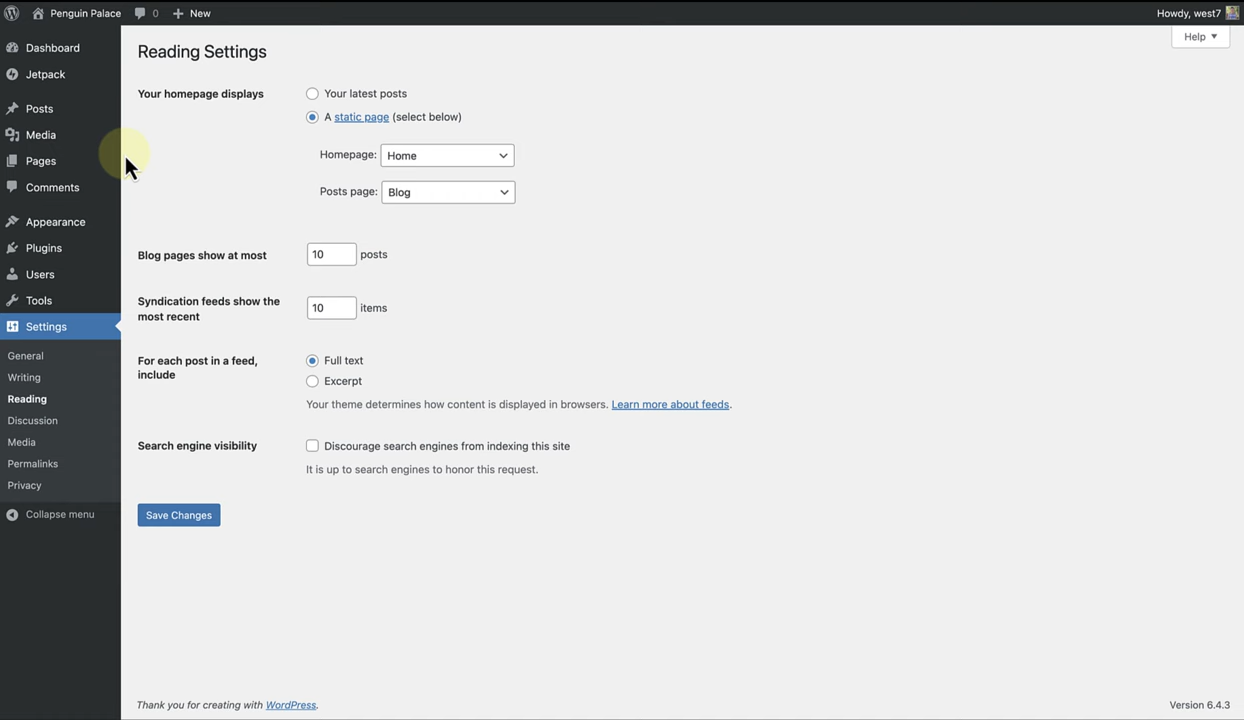 Penguin Palace 0 New Howdy, west7
Help
Dashboard
Jetpack
Posts
Media
Pages
Comments
Appearance
Plugins
Users
Tools
Settings
General
Writing
Reading
Discussion
Media
Permalinks
Privacy
Collapse menu
Reading Settings
Your homepage displays
Your latest posts
A static page (select below)
Homepage: Home
Posts page: Blog
Blog pages show at most 10 posts
Syndication feeds show the
most recent
10 items
For each post in a feed,
include
Full text
Excerpt
Your theme determines how content is displayed in browsers. Learn more about feeds.
Search engine visibility Discourage search engines from indexing this site
It is up to search engines to honor this request.
Save Changes
Thank you for creating with WordPress. Version 6.4.3